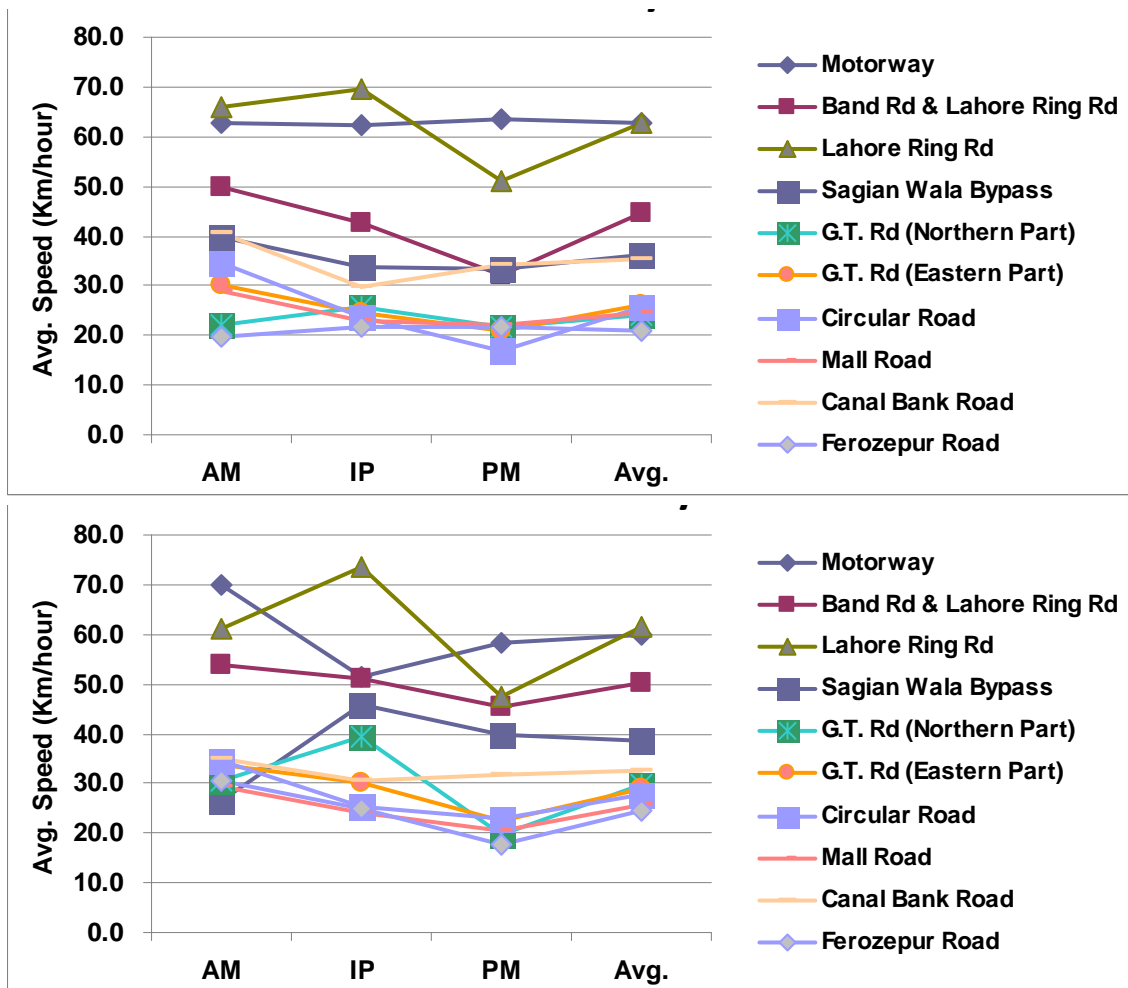 80.0
70.0
60.0
50.0
40.0
30.0
20.0
10.0
0.0
Avg. Speed (Km/hour)
AM IP PM Avg.
Motorway
Band Rd & Lahore Ring Rd
Lahore Ring Rd
Sagian Wala Bypass
G.T. Rd (Northern Part)
G.T. Rd (Eastern Part)
Circular Road
Mall Road
Canal Bank Road
Ferozepur Road
80.0
70.0
60.0
50.0
40.0
30.0
20.0
10.0
0.0
Avg. Speed (Km/hour)
AM IP PM Avg.
Motorway
Band Rd & Lahore Ring Rd
Lahore Ring Rd
Sagian Wala Bypass
G.T. Rd (Northern Part)
G.T. Rd (Eastern Part)
Circular Road
Mall Road
Canal Bank Road
Ferozepur Road